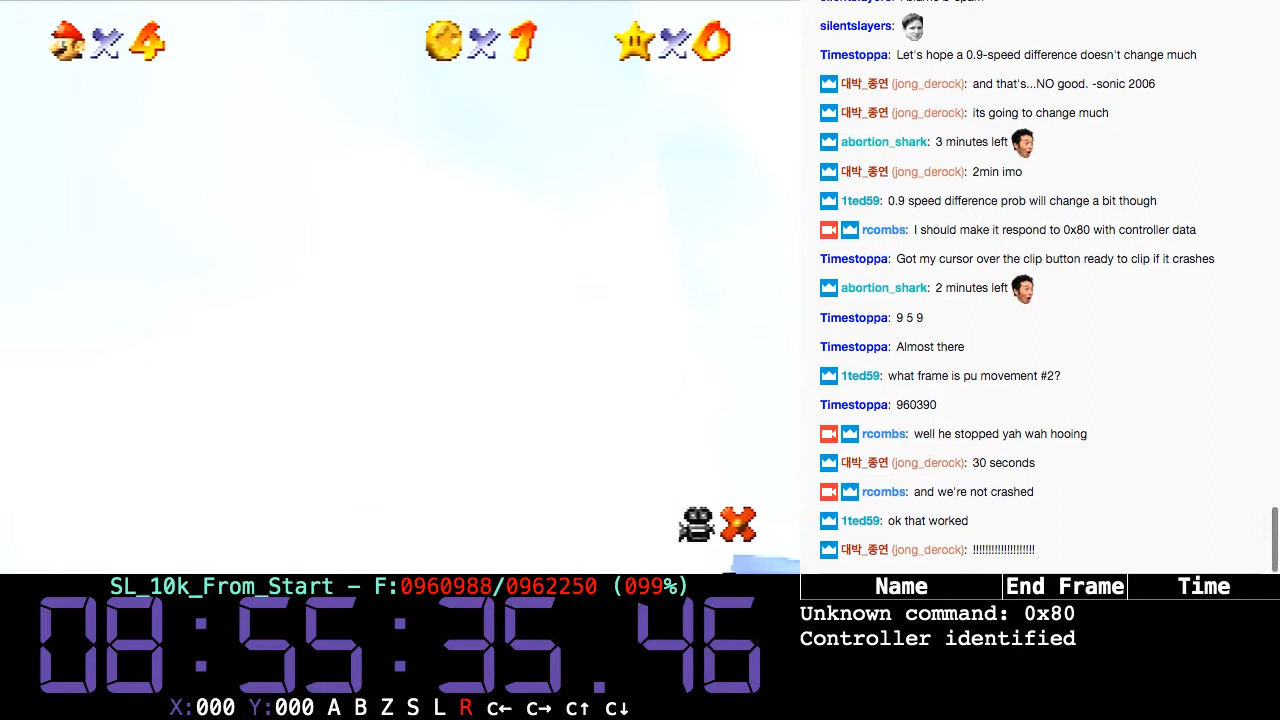 4
1
0
silentslayers:
Timestoppa: Let's hope a 0.9-speed difference doesn't change much
대박_종연 (jong_derock): and that's...NO good. -sonic 2006
대박_종연 (jong_derock): its going to change much
abortion_shark: 3 minutes left
대박_종연 (jong_derock): 2min imo
1ted59: 0.9 speed difference prob will change a bit though
rcombs: I should make it respond to 0x80 with controller data
Timestoppa: Got my cursor over the clip button ready to clip if it crashes
abortion_shark: 2 minutes left
Timestoppa: 9 5 9
Timestoppa: Almost there
1ted59: what frame is pu movement #2?
Timestoppa: 960390
rcombs: well he stopped yah wah hooing
대박_종연 (jong_derock): 30 seconds
rcombs: and we're not crashed
1ted59: ok that worked
대박_종연 (jong_derock): !!!!!!!!!!!!!!!!!!!!
SL_10k_From_Start – F:0960988/0962250 (099%)
08:55:35.46
X:000 Y:000 A B Z S L R C← C→ C↑ C↓
Name End Frame Time
Unknown command: 0x80
Controller identified